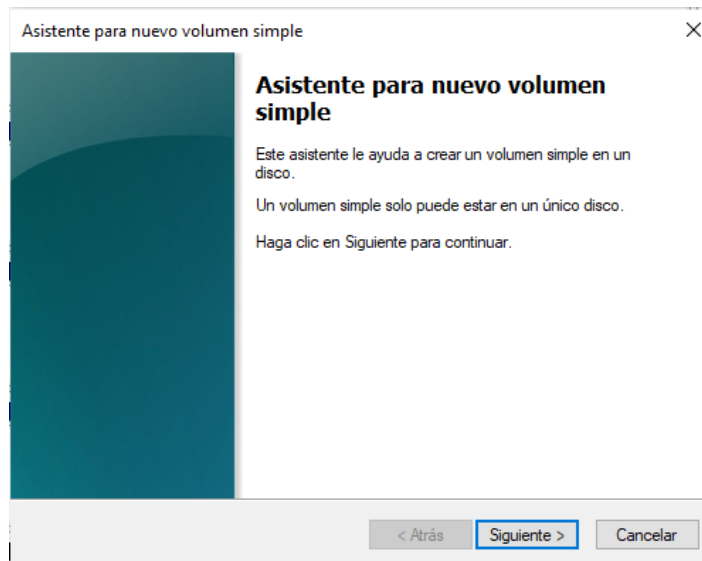 Asistente para nuevo volumen simple
Asistente para nuevo volumen
simple
Este asistente le ayuda a crear un volumen simple en un
disco.
Un volumen simple solo puede estar en un único disco.
Haga clic en Siguiente para continuar.
< Atrás
Siguiente >
Cancelar